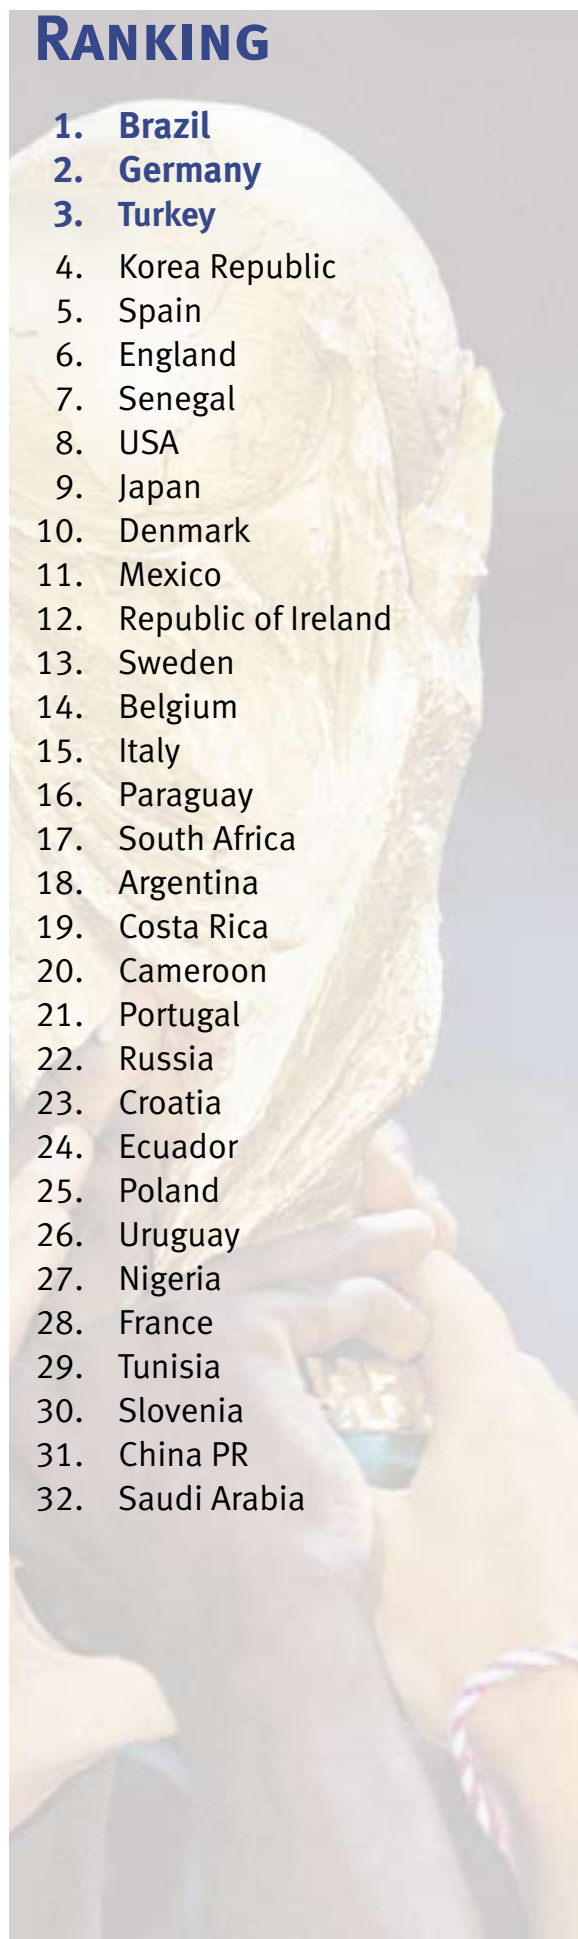 RANKING
1. Brazil
2. Germany
3. Turkey
4. Korea Republic
5. Spain
6. England
7. Senegal
8. USA
9. Japan
10. Denmark
11. Mexico
12. Republic of Ireland
13. Sweden
14. Belgium
15. Italy
16. Paraguay
17. South Africa
18. Argentina
19. Costa Rica
20. Cameroon
21. Portugal
22. Russia
23. Croatia
24. Ecuador
25. Poland
26. Uruguay
27. Nigeria
28. France
29. Tunisia
30. Slovenia
31. China PR
32. Saudi Arabia